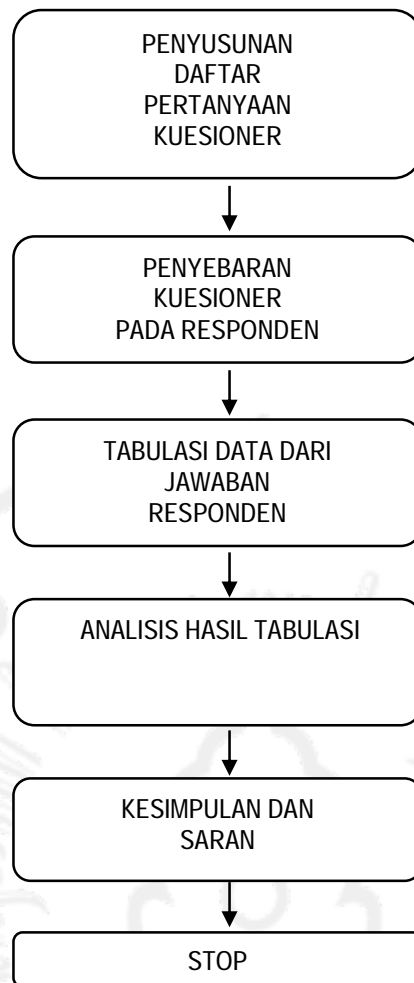 PENYUSUNAN
DAFTAR
PERTANYAAN
KUESIONER
PENYEBARAN
KUESIONER
PADA RESPONDEN
TABULASI DATA DARI
JAWABAN
RESPONDEN
ANALISIS HASIL TABULASI
KESIMPULAN DAN
SARAN
STOP